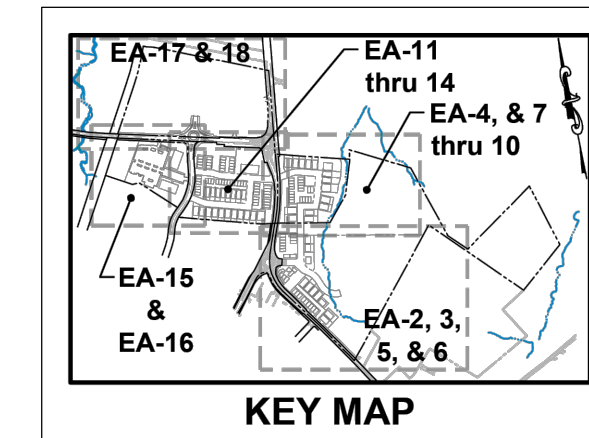 EA-17 & 18
EA-11
thru 14
EA-4, & 7
thru 10
EA-15
&
EA-16
EA-2, 3,
5, & 6
KEY MAP